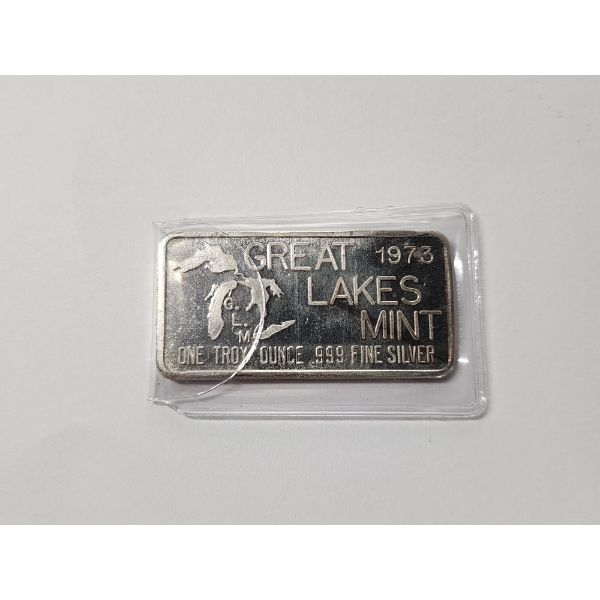 GREAT 1973
LAKES
MINT
G.
L.
M.
ONE TROY OUNCE .999 FINE SILVER